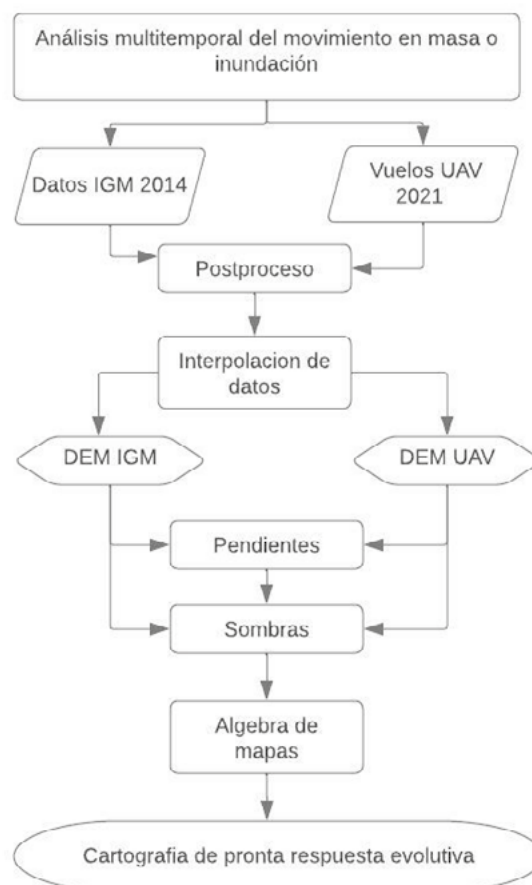 Análisis multitemporal del movimiento en masa o
inundación
Datos IGM 2014
Vuelos UAV
2021
Postproceso
Interpolacion de
datos
DEM IGM
DEM UAV
Pendientes
Sombras
Algebra de
mapas
Cartografia de pronta respuesta evolutiva